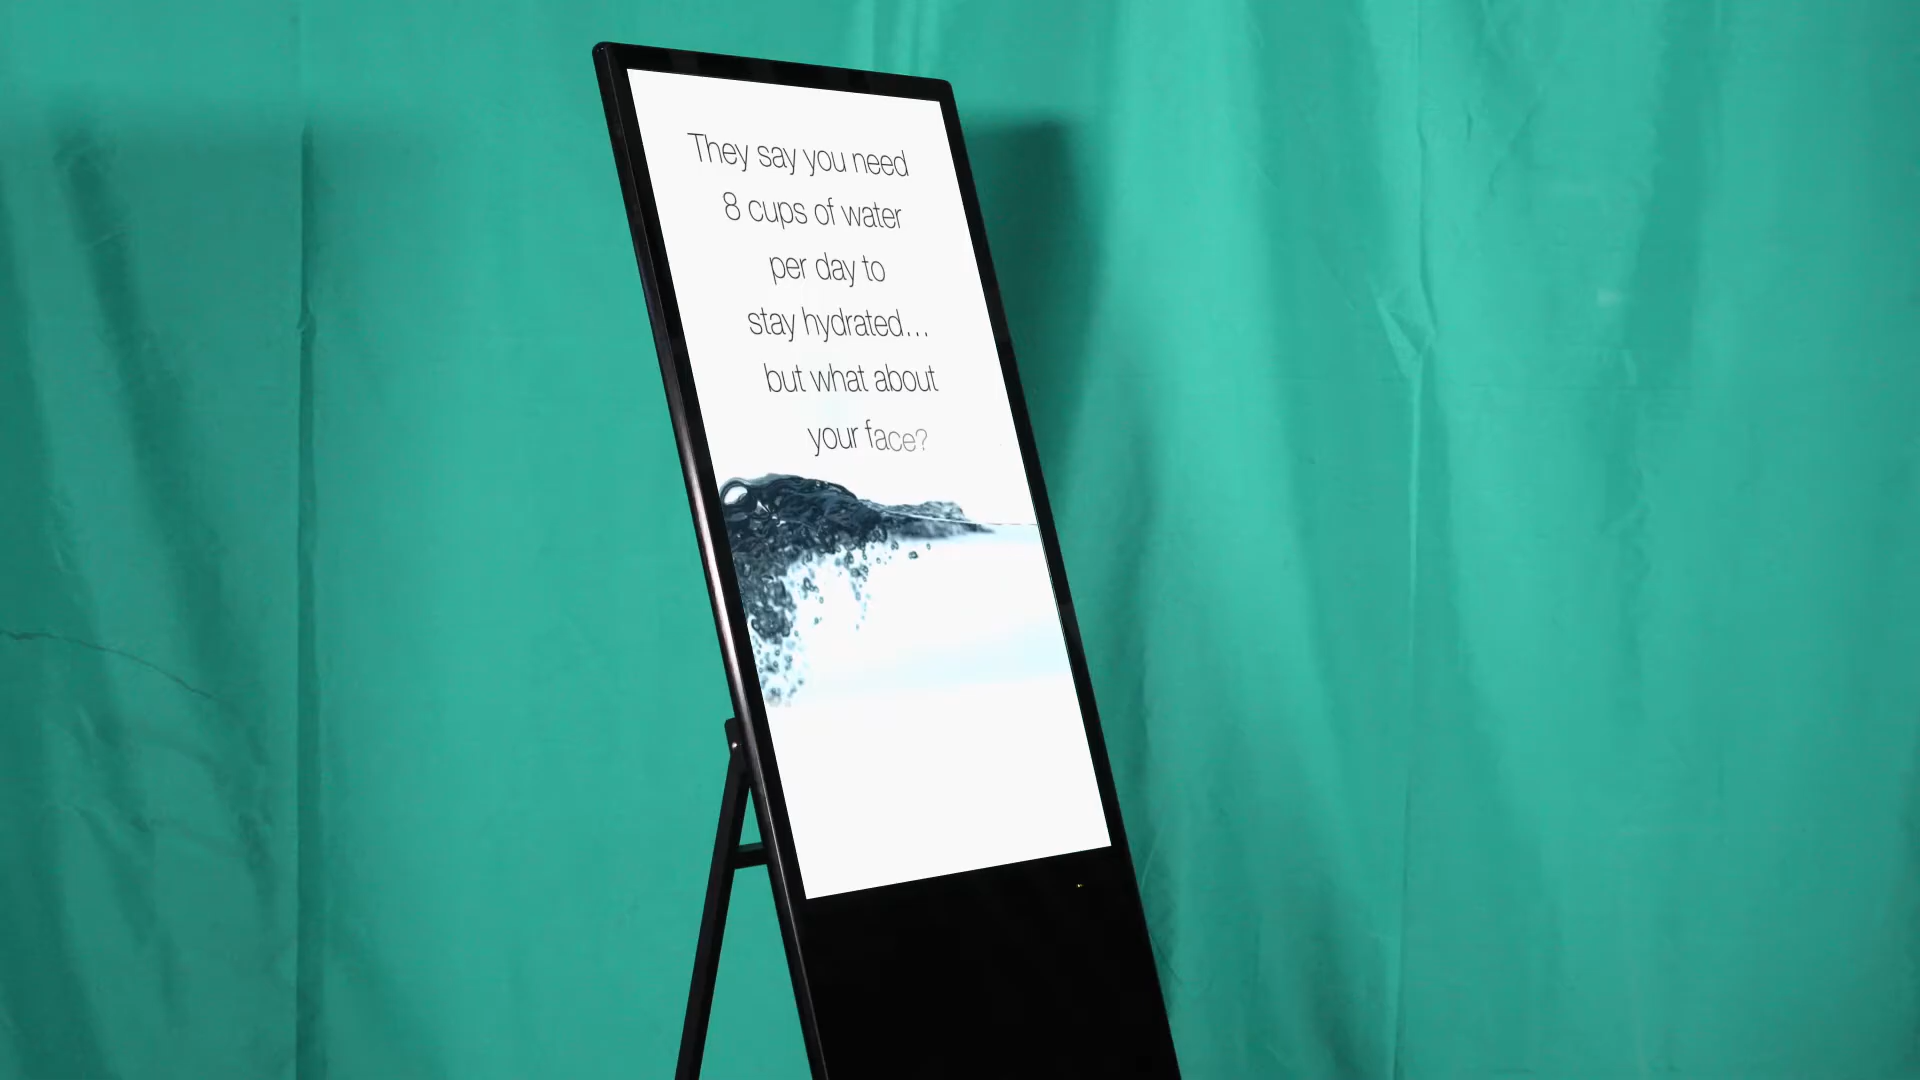 They say you need
8 cups of water
per day to
stay hydrated...
but what about
your face?